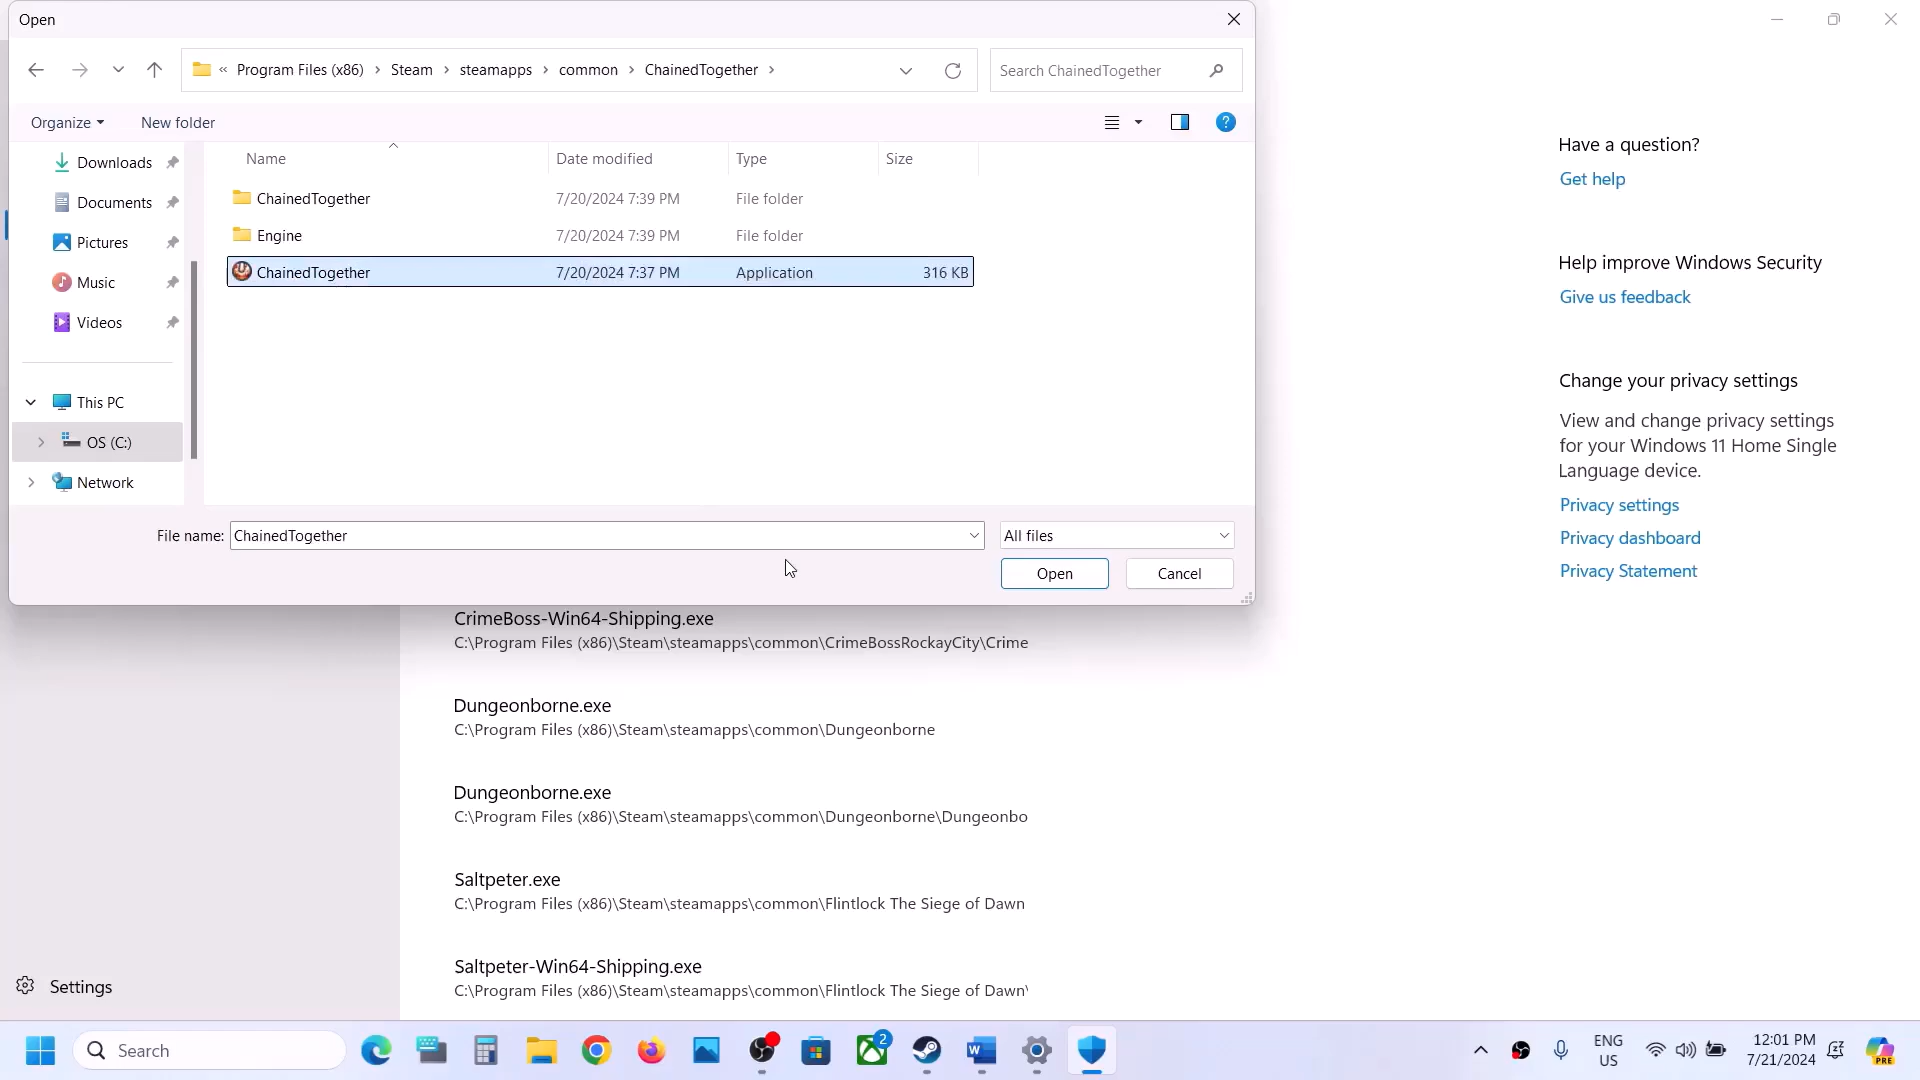 Open
« Program Files (x86) > Steam > steamapps > common > ChainedTogether >
Search ChainedTogether
Organize
New folder
?
Name Date modified Type Size
Downloads
Documents
Pictures
Music
Videos
This PC
OS (C:)
Network
ChainedTogether 7/20/2024 7:39 PM File folder
Engine 7/20/2024 7:39 PM File folder
ChainedTogether 7/20/2024 7:37 PM Application 316 KB
File name: ChainedTogether
All files
Open
Cancel
CrimeBoss-Win64-Shipping.exe
C:\Program Files (x86)\Steam\steamapps\common\CrimeBossRockayCity\Crime
Dungeonborne.exe
C:\Program Files (x86)\Steam\steamapps\common\Dungeonborne
Dungeonborne.exe
C:\Program Files (x86)\Steam\steamapps\common\Dungeonborne\Dungeonbo
Saltpeter.exe
C:\Program Files (x86)\Steam\steamapps\common\Flintlock The Siege of Dawn
Saltpeter-Win64-Shipping.exe
C:\Program Files (x86)\Steam\steamapps\common\Flintlock The Siege of Dawn\
Settings
Have a question?
Get help
Help improve Windows Security
Give us feedback
Change your privacy settings
View and change privacy settings
for your Windows 11 Home Single
Language device.
Privacy settings
Privacy dashboard
Privacy Statement
Search
2
ENG
US
12:01 PM
7/21/2024
PRE